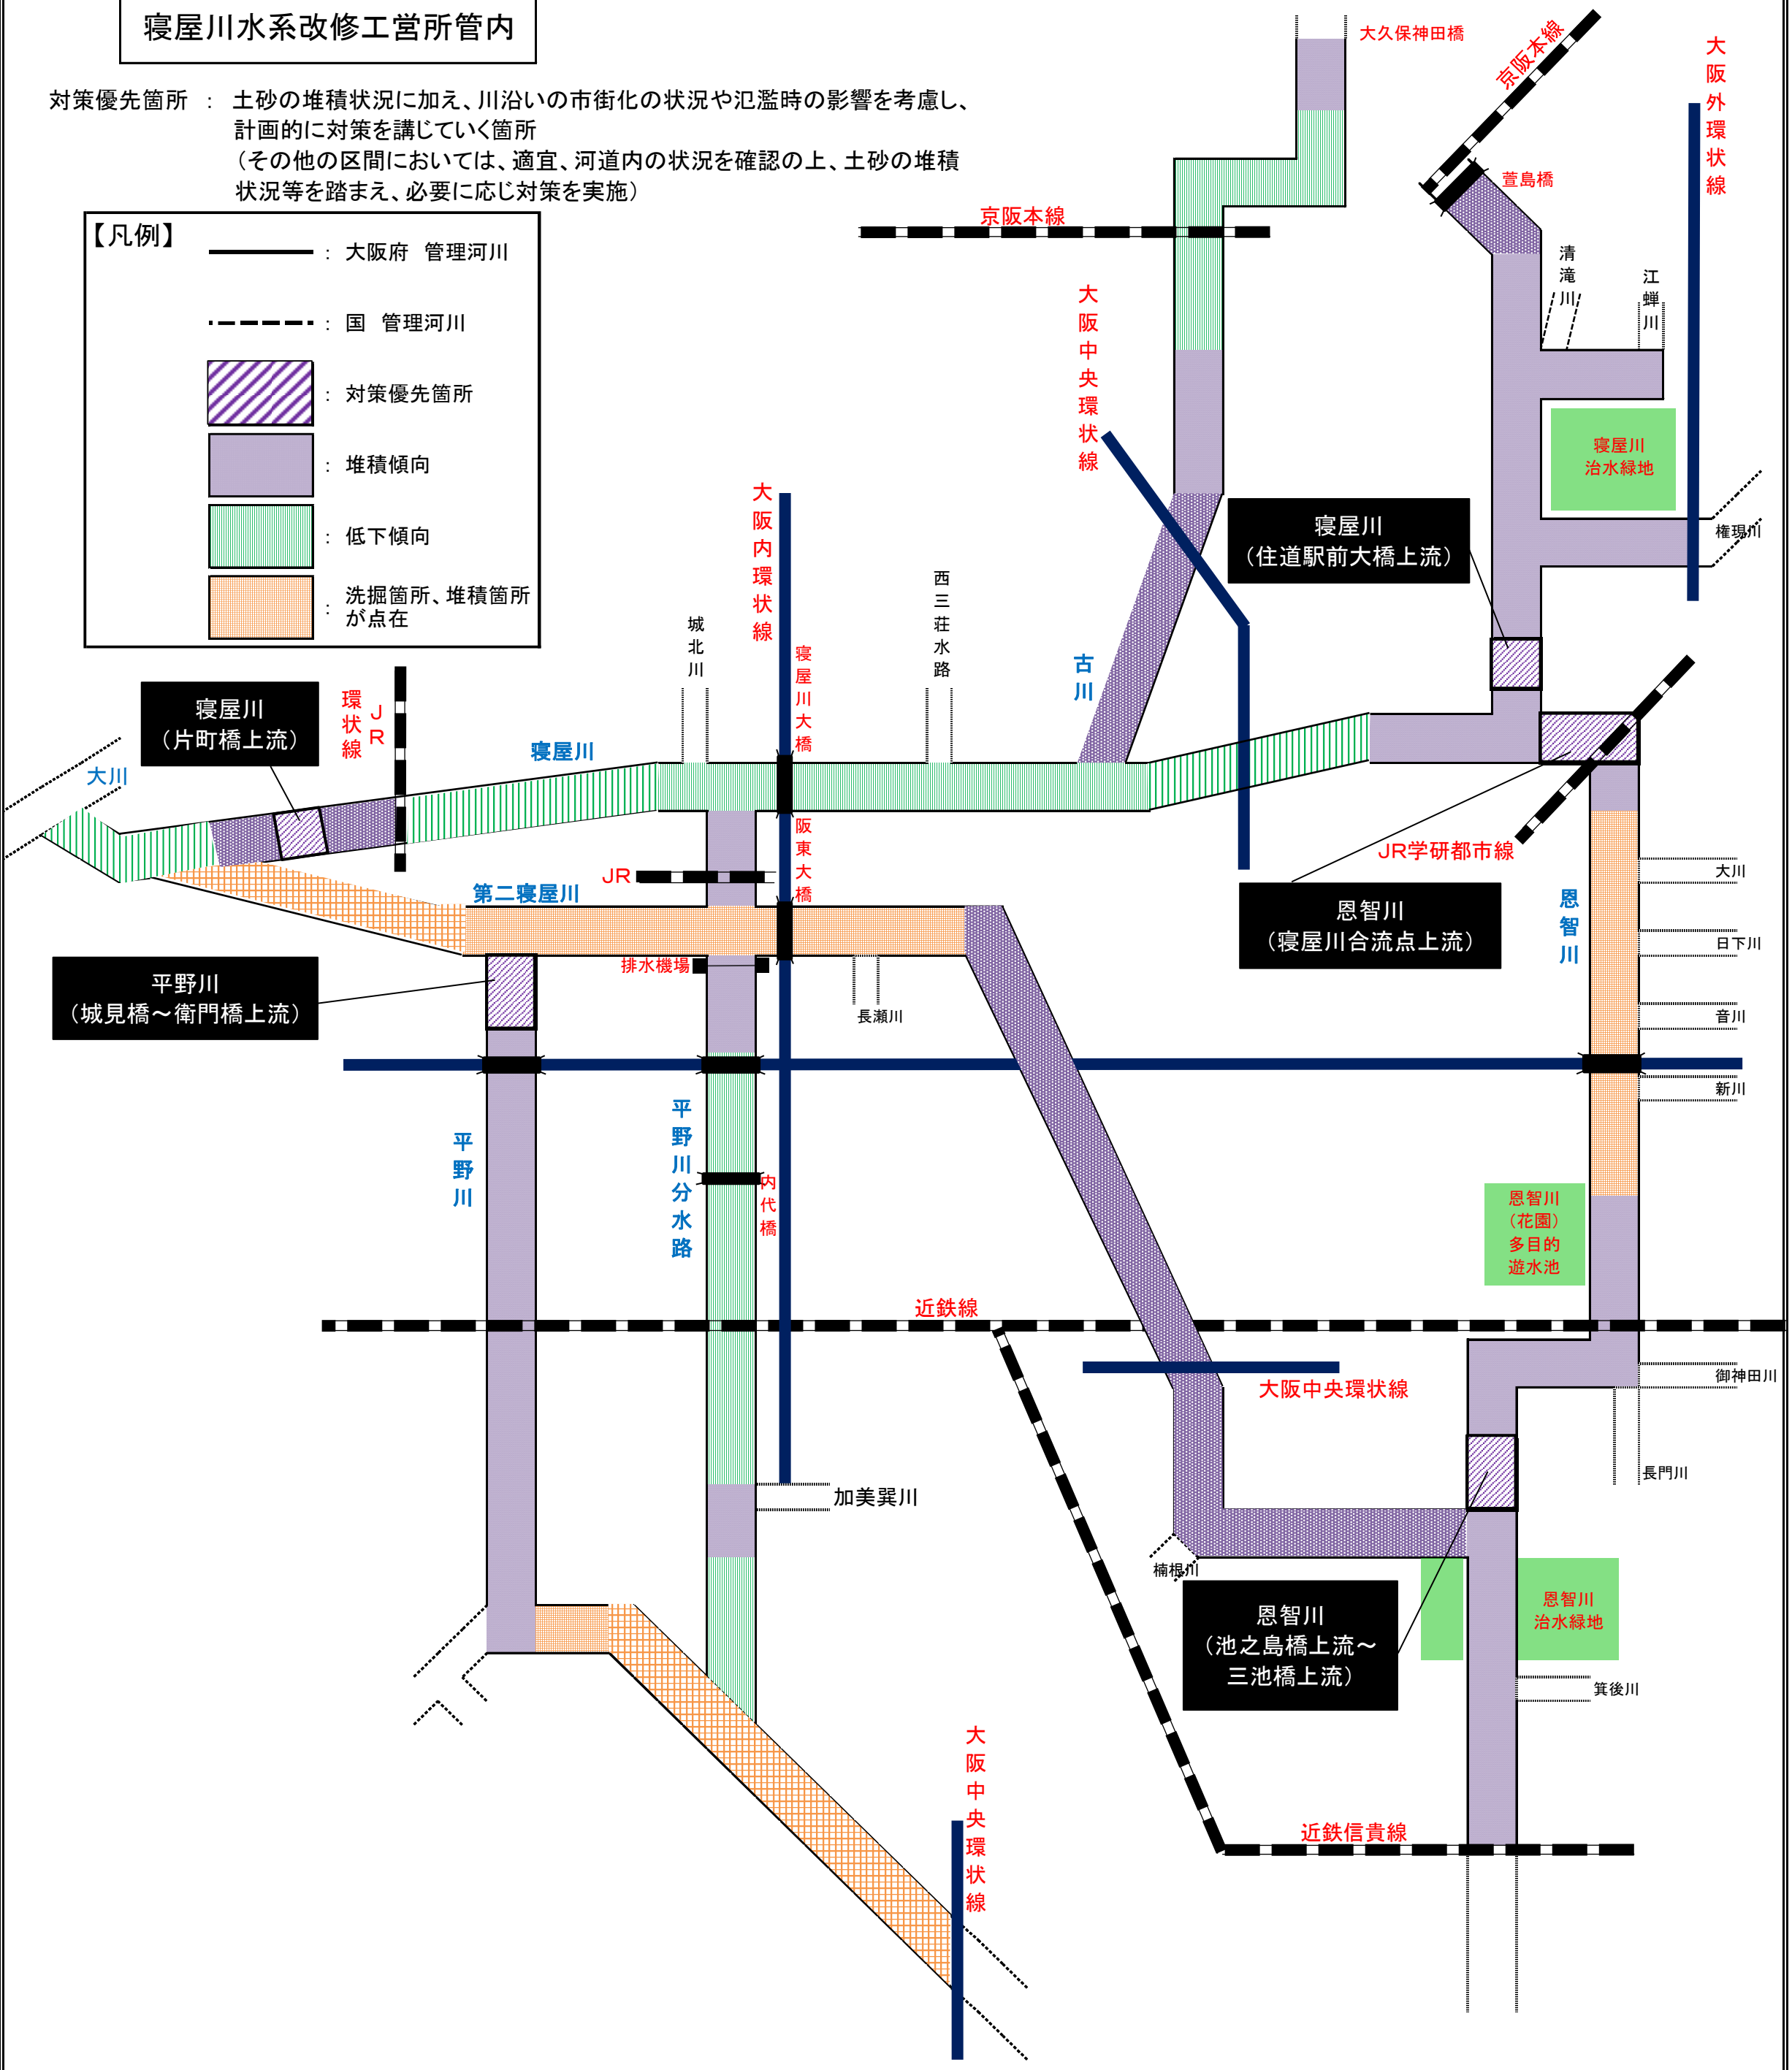 寝屋川水系改修工営所管内
対策優先箇所 : 土砂の堆積状況に加え、川沿いの市街化の状況や氾濫時の影響を考慮し、
計画的に対策を講じていく箇所
(その他の区間においては、適宜、河道内の状況を確認の上、土砂の堆積
状況等を踏まえ、必要に応じ対策を実施)
【凡例】
: 大阪府 管理河川
: 国 管理河川
: 対策優先箇所
: 堆積傾向
: 低下傾向
: 洗掘箇所、堆積箇所
が点在
大久保神田橋
京阪本線
大阪外環状線
萱島橋
京阪本線
清滝川
江蝉川
大阪中央環状線
寝屋川
治水緑地
権現川
寝屋川
(住道駅前大橋上流)
大阪内環状線
西三荘水路
城北川
寝屋川大橋
古川
寝屋川
(片町橋上流)
JR
環状線
寝屋川
大川
阪東大橋
JR
第二寝屋川
JR学研都市線
大川
恩智川
(寝屋川合流点上流)
恩智川
日下川
平野川
(城見橋~衛門橋上流)
排水機場
長瀬川
音川
新川
平野川
平野川分水路
内代橋
恩智川
(花園)
多目的
遊水池
近鉄線
大阪中央環状線
御神田川
長門川
加美巽川
楠根川
恩智川
(池之島橋上流~
三池橋上流)
恩智川
治水緑地
箕後川
大阪中央環状線
近鉄信貴線